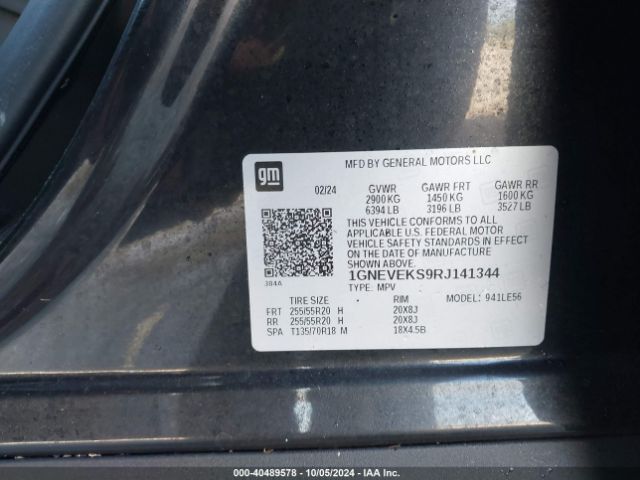 gm
MFD BY GENERAL MOTORS LLC
02/24 GVWR GAWR FRT GAWR RR
2900 KG 1450 KG 1600 KG
6394 LB 3196 LB 3527 LB
THIS VEHICLE CONFORMS TO ALL
APPLICABLE U.S. FEDERAL MOTOR
VEHICLE SAFETY STANDARDS IN EFFECT
ON THE DATE OF MANUFACTURE
SHOWN ABOVE.
384A 1GNEVEKS9RJ141344
TYPE: MPV
TIRE SIZE RIM MODEL: 941LE56
FRT 255/55R20 H 20X8J
RR 255/55R20 H 20X8J
SPA T135/70R18 M 18X4.5B
000-40489578 - 10/05/2024 - IAA Inc.